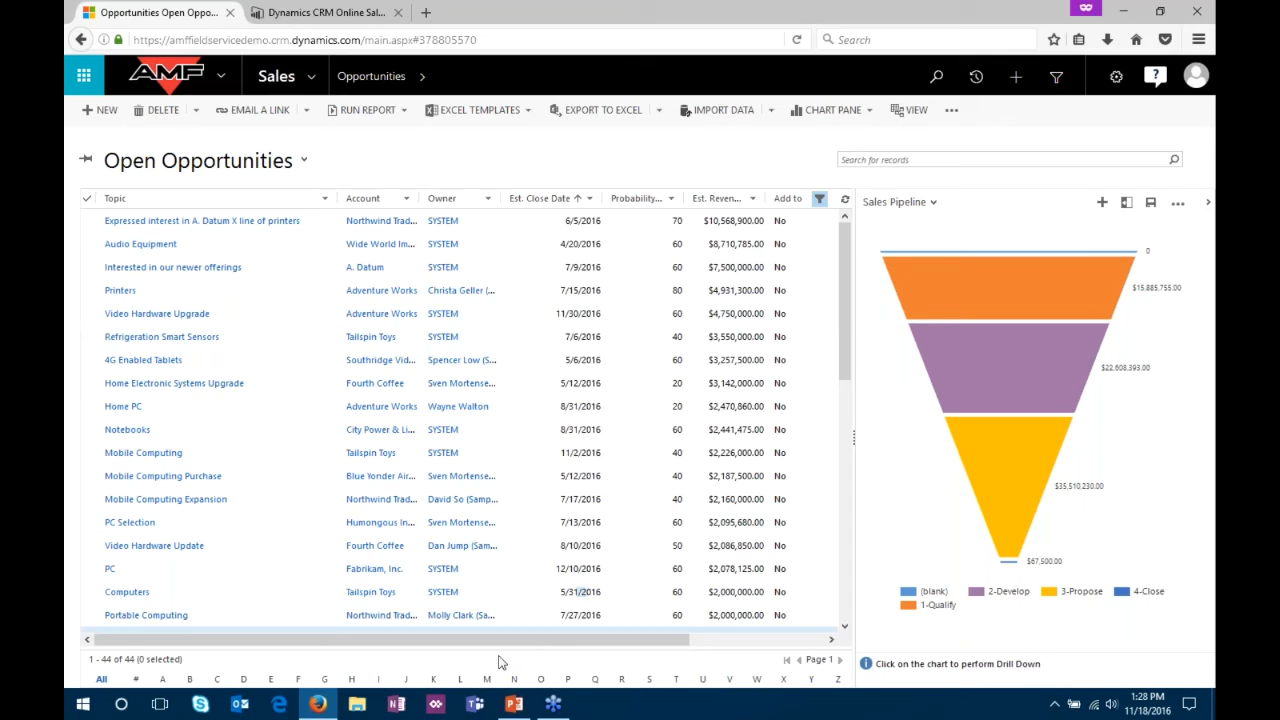 Opportunities Open Oppo...
Dynamics CRM Online Sal...
https://amffieldservicedemo.crm.dynamics.com/main.aspx#378805570
Search
AMF
Sales
Opportunities
?
NEW
DELETE
EMAIL A LINK
RUN REPORT
EXCEL TEMPLATES
EXPORT TO EXCEL
IMPORT DATA
CHART PANE
VIEW
Open Opportunities
Search for records
Topic Account Owner Est. Close Date Probability... Est. Reven... Add to
Expressed interest in A. Datum X line of printers Northwind Trad... SYSTEM 6/5/2016 70 $10,568,900.00 No
Audio Equipment Wide World Im... SYSTEM 4/20/2016 60 $8,710,785.00 No
Interested in our newer offerings A. Datum SYSTEM 7/9/2016 60 $7,500,000.00 No
Printers Adventure Works Christa Geller (... 7/15/2016 80 $4,931,300.00 No
Video Hardware Upgrade Adventure Works SYSTEM 11/30/2016 60 $4,750,000.00 No
Refrigeration Smart Sensors Tailspin Toys SYSTEM 7/6/2016 40 $3,550,000.00 No
4G Enabled Tablets Southridge Vid... Spencer Low (S... 5/6/2016 60 $3,257,500.00 No
Home Electronic Systems Upgrade Fourth Coffee Sven Mortense... 5/12/2016 20 $3,142,000.00 No
Home PC Adventure Works Wayne Walton 8/31/2016 20 $2,470,860.00 No
Notebooks City Power & Li... SYSTEM 8/31/2016 60 $2,441,475.00 No
Mobile Computing Tailspin Toys SYSTEM 11/2/2016 40 $2,226,000.00 No
Mobile Computing Purchase Blue Yonder Air... Sven Mortense... 5/12/2016 40 $2,187,500.00 No
Mobile Computing Expansion Northwind Trad... David So (Samp... 7/17/2016 40 $2,160,000.00 No
PC Selection Humongous In... Sven Mortense... 7/13/2016 60 $2,095,680.00 No
Video Hardware Update Fourth Coffee Dan Jump (Sam... 8/10/2016 50 $2,086,850.00 No
PC Fabrikam, Inc. SYSTEM 12/10/2016 60 $2,078,125.00 No
Computers Tailspin Toys SYSTEM 5/31/2016 60 $2,000,000.00 No
Portable Computing Northwind Trad... Molly Clark (Sa... 7/27/2016 60 $2,000,000.00 No
1 - 44 of 44 (0 selected)
Page 1
All # A B C D E F G H I J K L M N O P Q R S T U V W X Y Z
Sales Pipeline
0
$15,885,755.00
$22,608,393.00
$35,510,230.00
$67,500.00
(blank) 2-Develop 3-Propose 4-Close
1-Qualify
Click on the chart to perform Drill Down
1:28 PM
11/18/2016